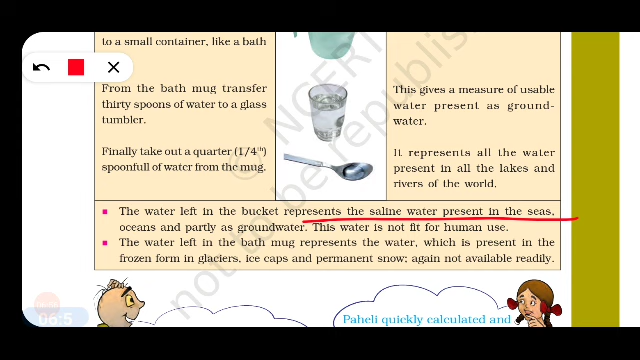 to a small container, like a bath
From the bath mug transfer
thirty spoons of water to a glass
tumbler.
Finally take out a quarter (1/4th)
spoonfull of water from the mug.
This gives a measure of usable
water present as ground-
water.
It represents all the water
present in all the lakes and
rivers of the world.
■ The water left in the bucket represents the saline water present in the seas,
oceans and partly as groundwater. This water is not fit for human use.
■ The water left in the bath mug represents the water, which is present in the
frozen form in glaciers, ice caps and permanent snow; again not available readily.
Paheli quickly calculated and
© NCERT
not to be republis